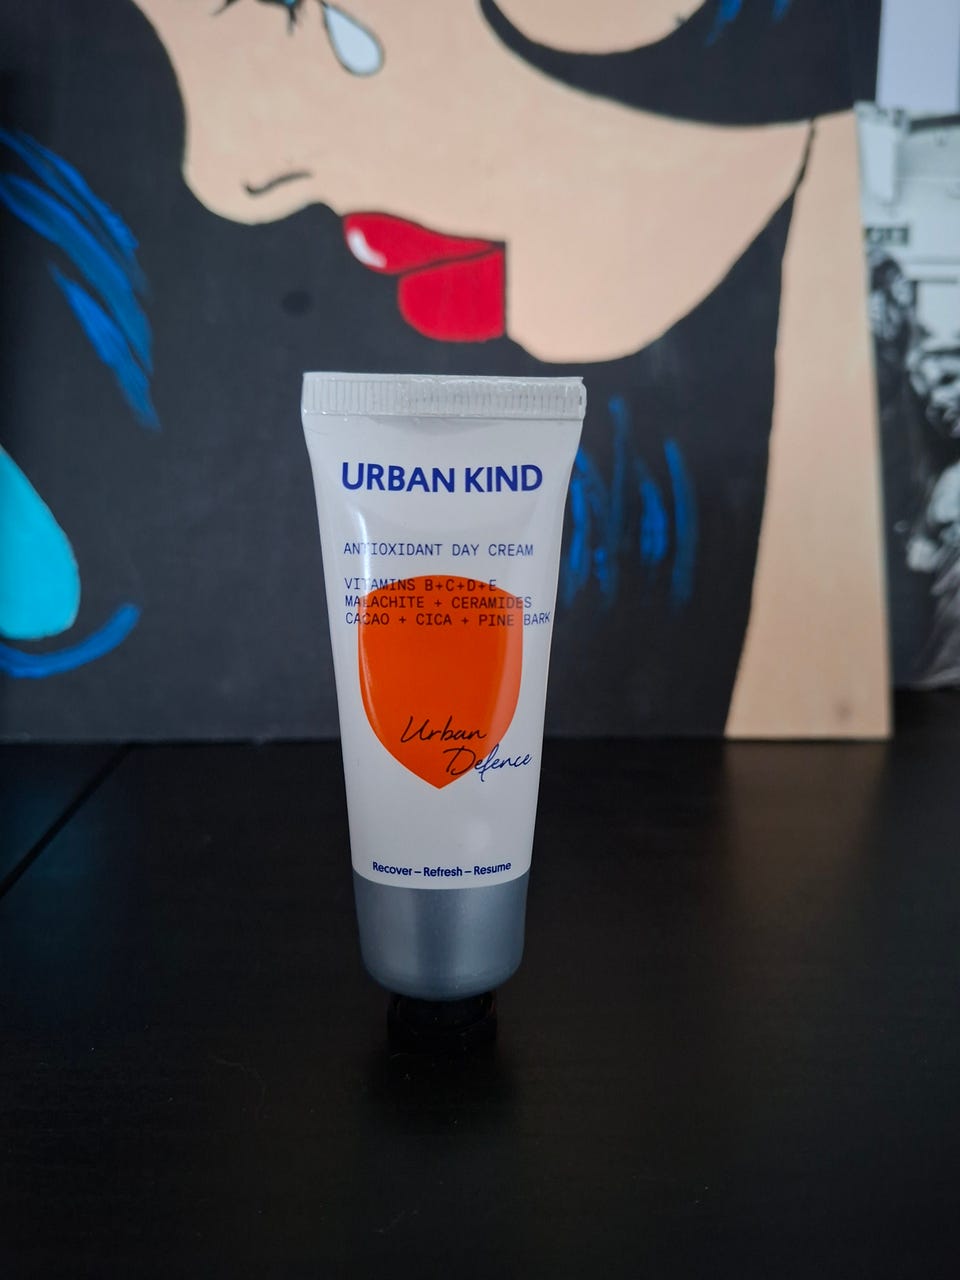 URBAN KIND
ANTIOXIDANT DAY CREAM
VITAMINS B+C+D+E
MALACHITE + CERAMIDES
CACAO + CICA + PINE BARK
Urban
Defence
Recover – Refresh – Resume